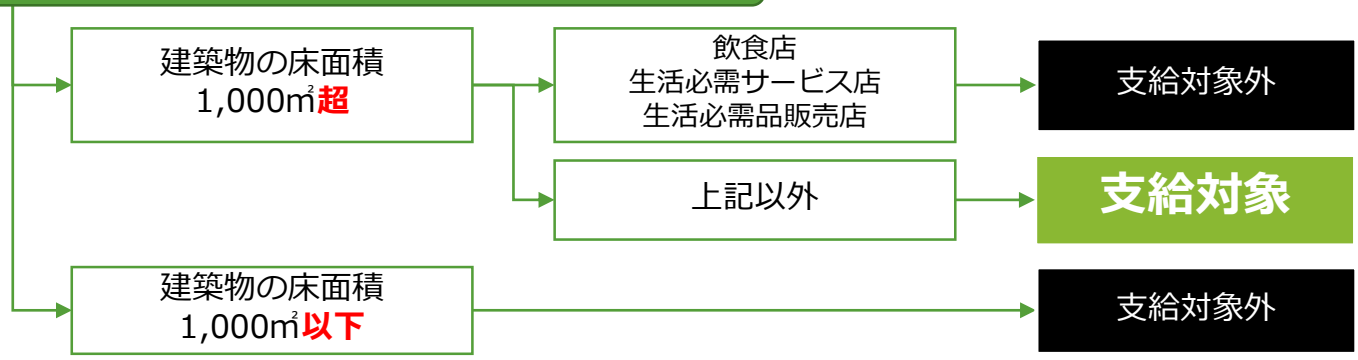 建築物の床面積
1,000㎡超
飲食店
生活必需サービス店
生活必需品販売店
支給対象外
上記以外
支給対象
建築物の床面積
1,000㎡以下
支給対象外